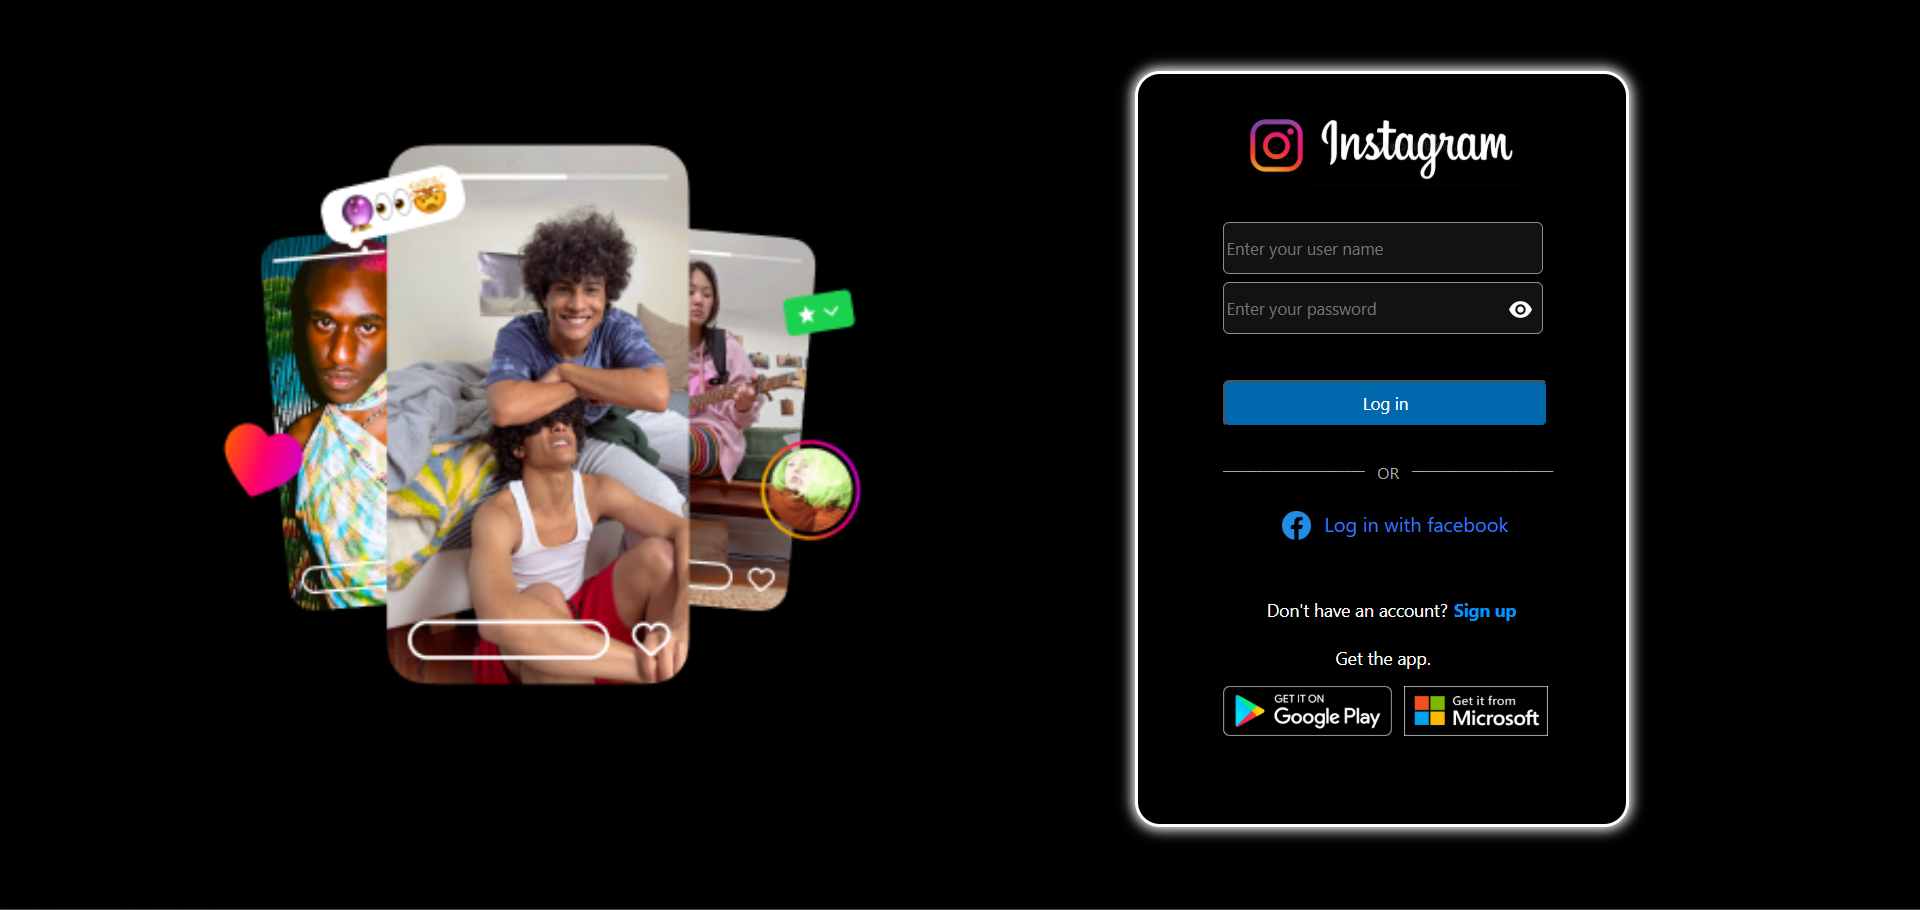 Instagram
Enter your user name
Enter your password
Log in
OR
Log in with facebook
Don't have an account? Sign up
Get the app.
GET IT ON
Google Play
Get it from
Microsoft